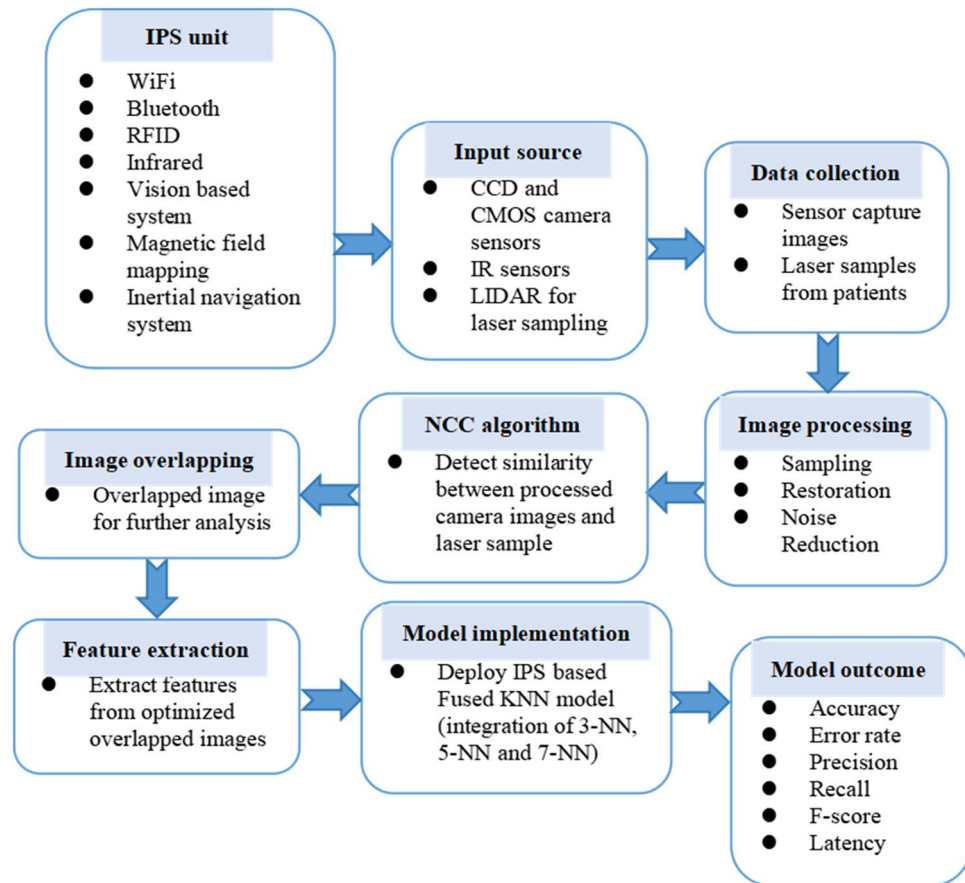 IPS unit
● WiFi
● Bluetooth
● RFID
● Infrared
● Vision based
system
● Magnetic field
mapping
● Inertial navigation
system
Input source
● CCD and
CMOS camera
sensors
● IR sensors
● LIDAR for
laser sampling
Data collection
● Sensor capture
images
● Laser samples
from patients
Image processing
● Sampling
● Restoration
● Noise
Reduction
NCC algorithm
● Detect similarity
between processed
camera images and
laser sample
Image overlapping
● Overlapped image
for further analysis
Feature extraction
● Extract features
from optimized
overlapped images
Model implementation
● Deploy IPS based
Fused KNN model
(integration of 3-NN,
5-NN and 7-NN)
Model outcome
● Accuracy
● Error rate
● Precision
● Recall
● F-score
● Latency